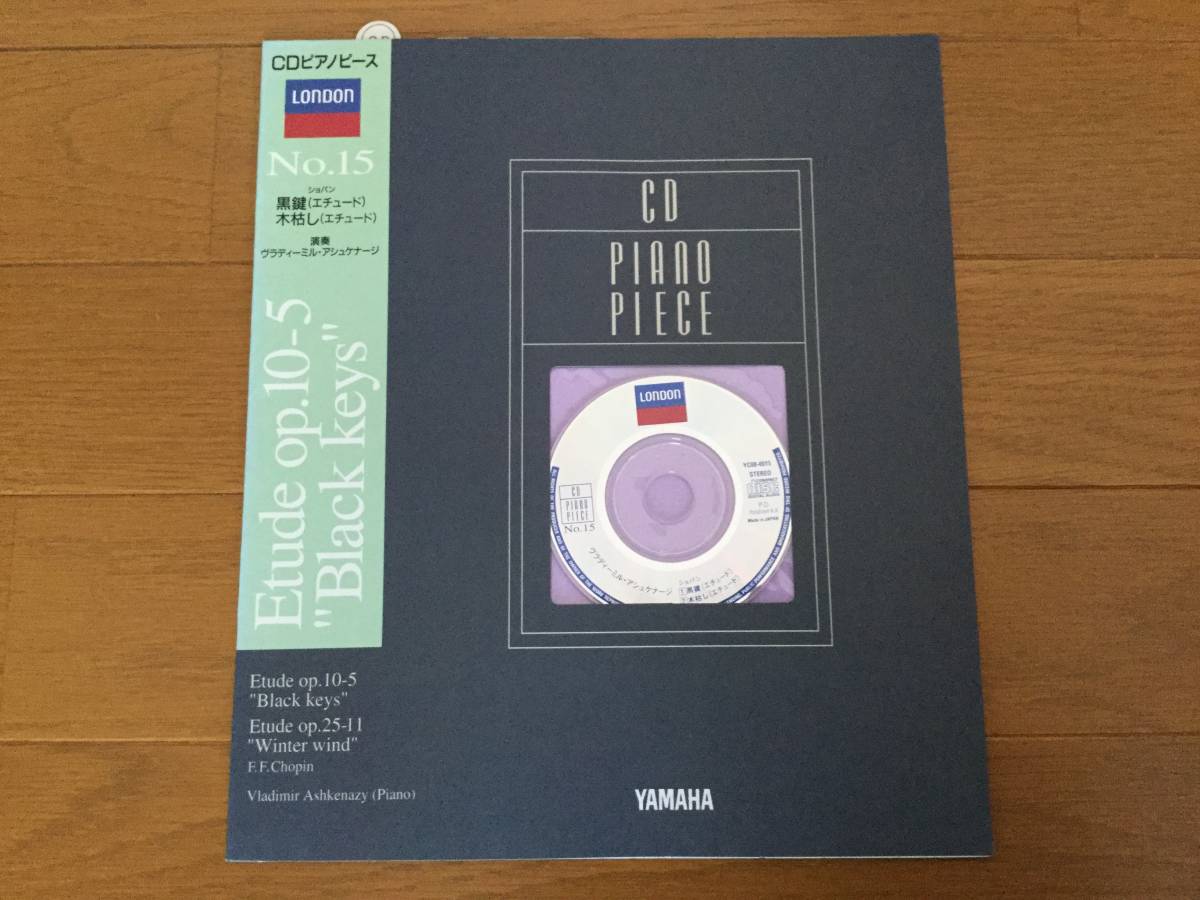 CDピアノピース
LONDON
No.15
ショパン
黒鍵(エチュード)
木枯し(エチュード)
演奏
ヴラディーミル・アシュケナージ
Etude op.10-5
"Black keys"
Etude op.10-5
"Black keys"
Etude op.25-11
"Winter wind"
F.F.Chopin
Vladimir Ashkenazy (Piano)
CD
PIANO
PIECE
LONDON
STEREO
COMPACT
disc
DIGITAL AUDIO
Made in JAPAN
CD
PIANO
PIECE
No.15
ヴラディーミル・アシュケナージ
ショパン
1 黒鍵(エチュード)
2 木枯し(エチュード)
YAMAHA